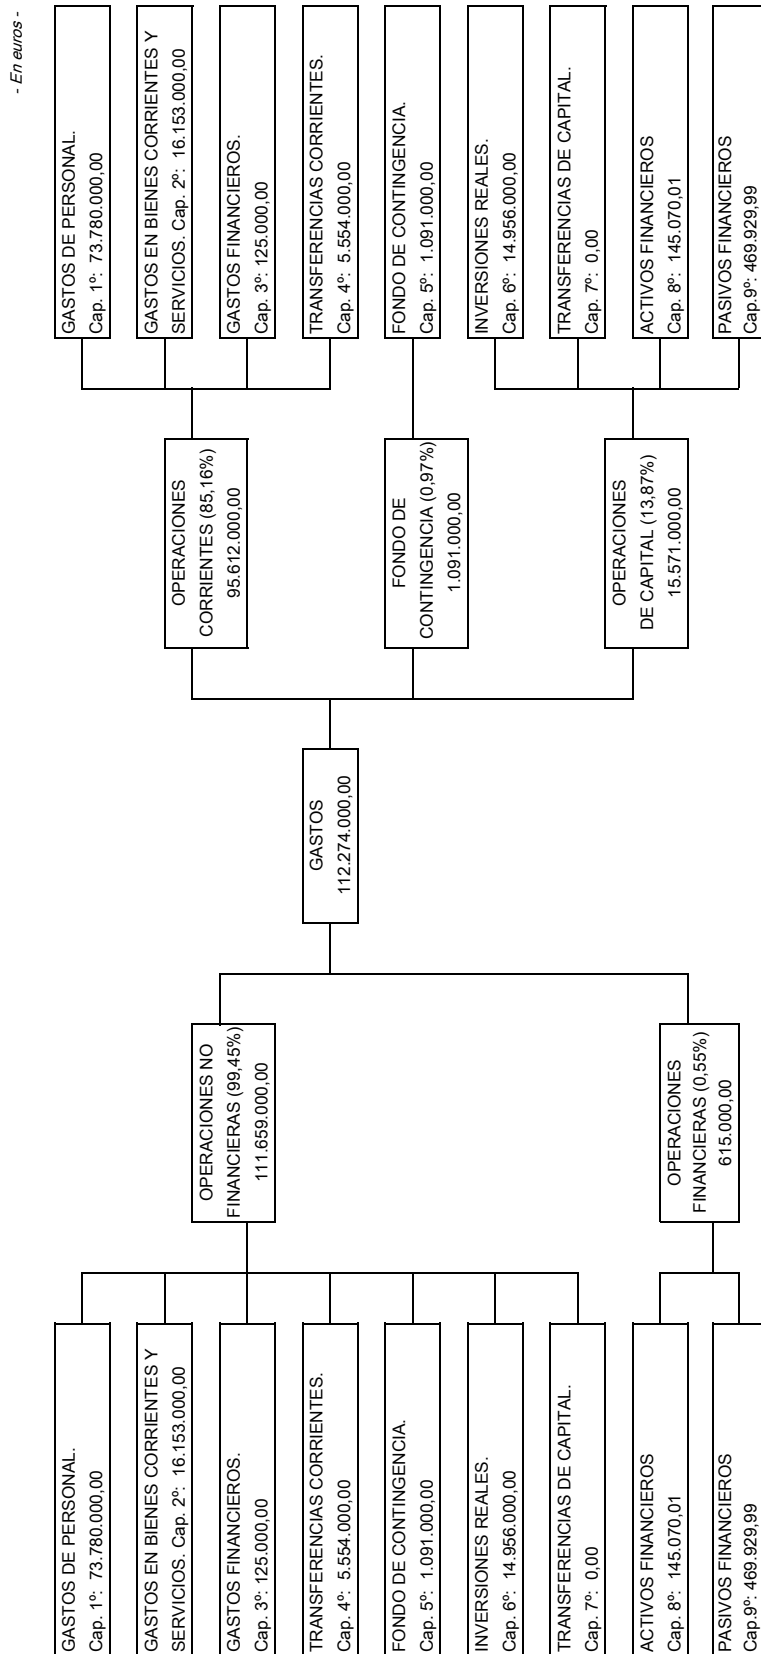 - En euros -
GASTOS DE PERSONAL.
Cap. 1º: 73.780.000,00
GASTOS EN BIENES CORRIENTES Y
SERVICIOS. Cap. 2º: 16.153.000,00
GASTOS FINANCIEROS.
Cap. 3º: 125.000,00
TRANSFERENCIAS CORRIENTES.
Cap. 4º: 5.554.000,00
FONDO DE CONTINGENCIA.
Cap. 5º: 1.091.000,00
INVERSIONES REALES.
Cap. 6º: 14.956.000,00
TRANSFERENCIAS DE CAPITAL.
Cap. 7º: 0,00
ACTIVOS FINANCIEROS
Cap. 8º: 145.070,01
PASIVOS FINANCIEROS
Cap.9º: 469.929,99
OPERACIONES NO
FINANCIERAS (99,45%)
111.659.000,00
OPERACIONES
FINANCIERAS (0,55%)
615.000,00
GASTOS
112.274.000,00
OPERACIONES
CORRIENTES (85,16%)
95.612.000,00
FONDO DE
CONTINGENCIA (0,97%)
1.091.000,00
OPERACIONES
DE CAPITAL (13,87%)
15.571.000,00
GASTOS DE PERSONAL.
Cap. 1º: 73.780.000,00
GASTOS EN BIENES CORRIENTES Y
SERVICIOS. Cap. 2º: 16.153.000,00
GASTOS FINANCIEROS.
Cap. 3º: 125.000,00
TRANSFERENCIAS CORRIENTES.
Cap. 4º: 5.554.000,00
FONDO DE CONTINGENCIA.
Cap. 5º: 1.091.000,00
INVERSIONES REALES.
Cap. 6º: 14.956.000,00
TRANSFERENCIAS DE CAPITAL.
Cap. 7º: 0,00
ACTIVOS FINANCIEROS
Cap. 8º: 145.070,01
PASIVOS FINANCIEROS
Cap.9º: 469.929,99